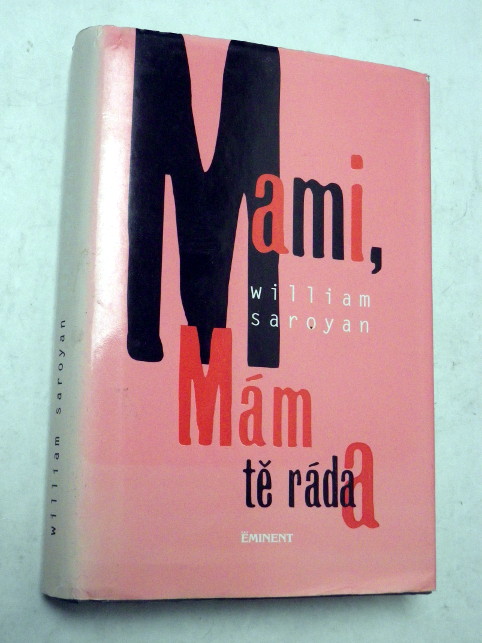 Mami,
william
saroyan
Mám
tě ráda
EMINENT
william saroyan